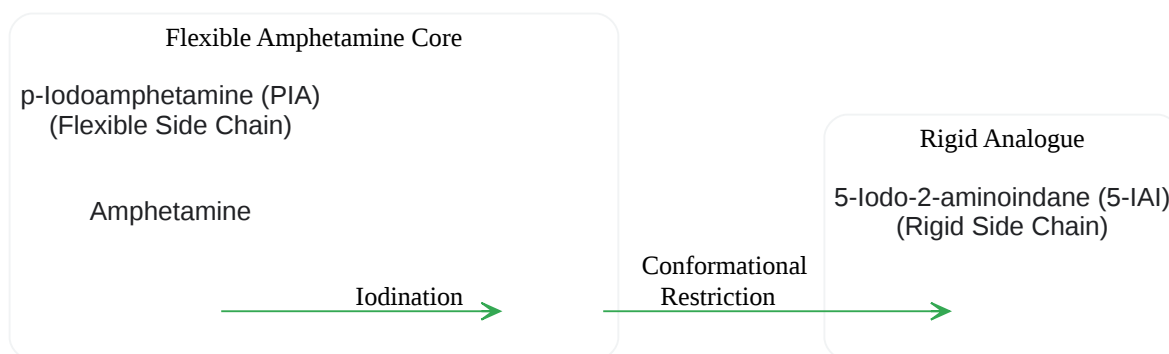 Flexible Amphetamine Core
p-Iodoamphetamine (PIA)
(Flexible Side Chain)
Amphetamine
Iodination
Conformational
Restriction
Rigid Analogue
5-Iodo-2-aminoindane (5-IAI)
(Rigid Side Chain)